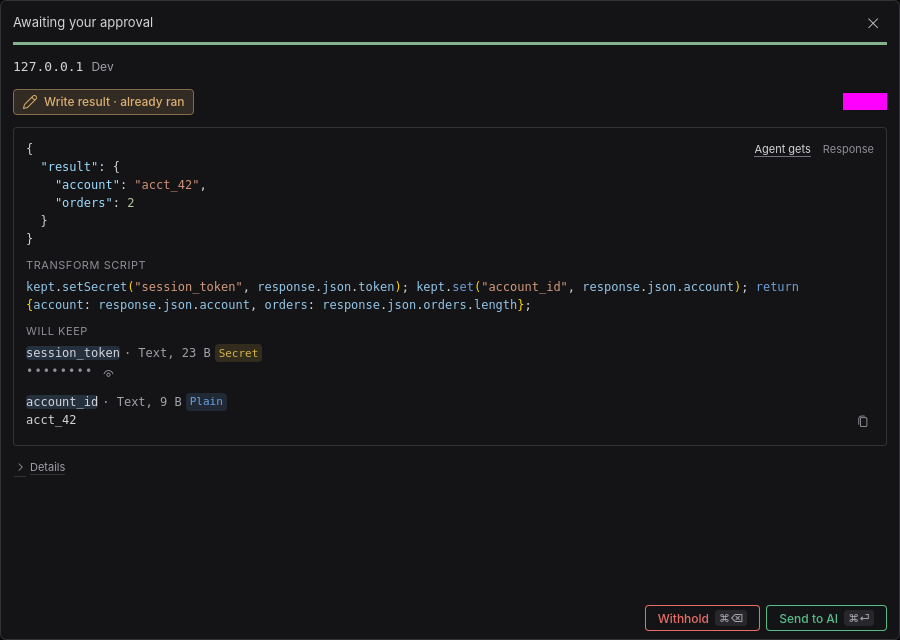 Awaiting your approval
127.0.0.1 Dev
Write result · already ran
Agent gets Response
{
"result": {
"account": "acct_42",
"orders": 2
}
}
TRANSFORM SCRIPT
kept.setSecret("session_token", response.json.token); kept.set("account_id", response.json.account); return
{account: response.json.account, orders: response.json.orders.length};
WILL KEEP
session_token · Text, 23 B Secret
••••••••
account_id · Text, 9 B Plain
acct_42
Details
Withhold ⌘⌫ Send to AI ⌘⏎